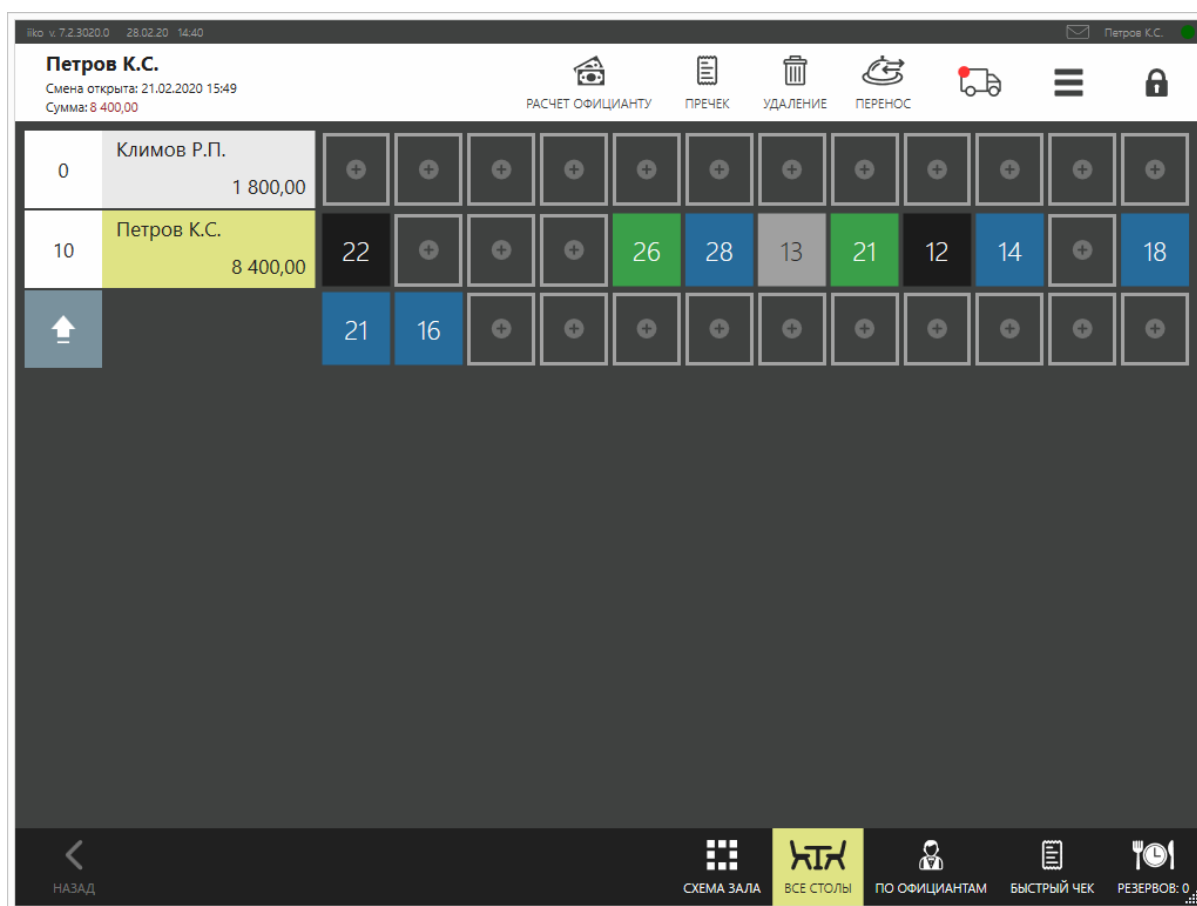 iiko v. 7.2.3020.0 28.02.20 14:40 Петров К.С.
Петров К.С.
Смена открыта: 21.02.2020 15:49
Сумма: 8 400,00
РАСЧЕТ ОФИЦИАНТУ ПРЕЧЕК УДАЛЕНИЕ ПЕРЕНОС
0 Климов Р.П.
1 800,00
10 Петров К.С.
8 400,00
22 26 28 13 21 12 14 18
21 16
НАЗАД СХЕМА ЗАЛА ВСЕ СТОЛЫ ПО ОФИЦИАНТАМ БЫСТРЫЙ ЧЕК РЕЗЕРВОВ: 0